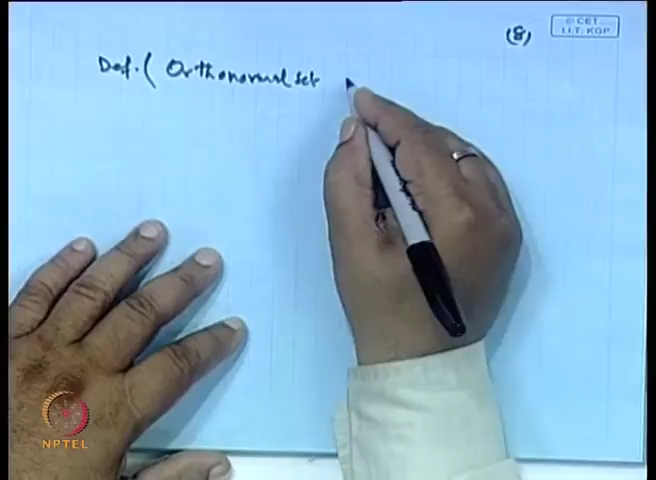 (8)
© CET
I.I.T. KGP
Def. ( Orthonormal set
NPTEL